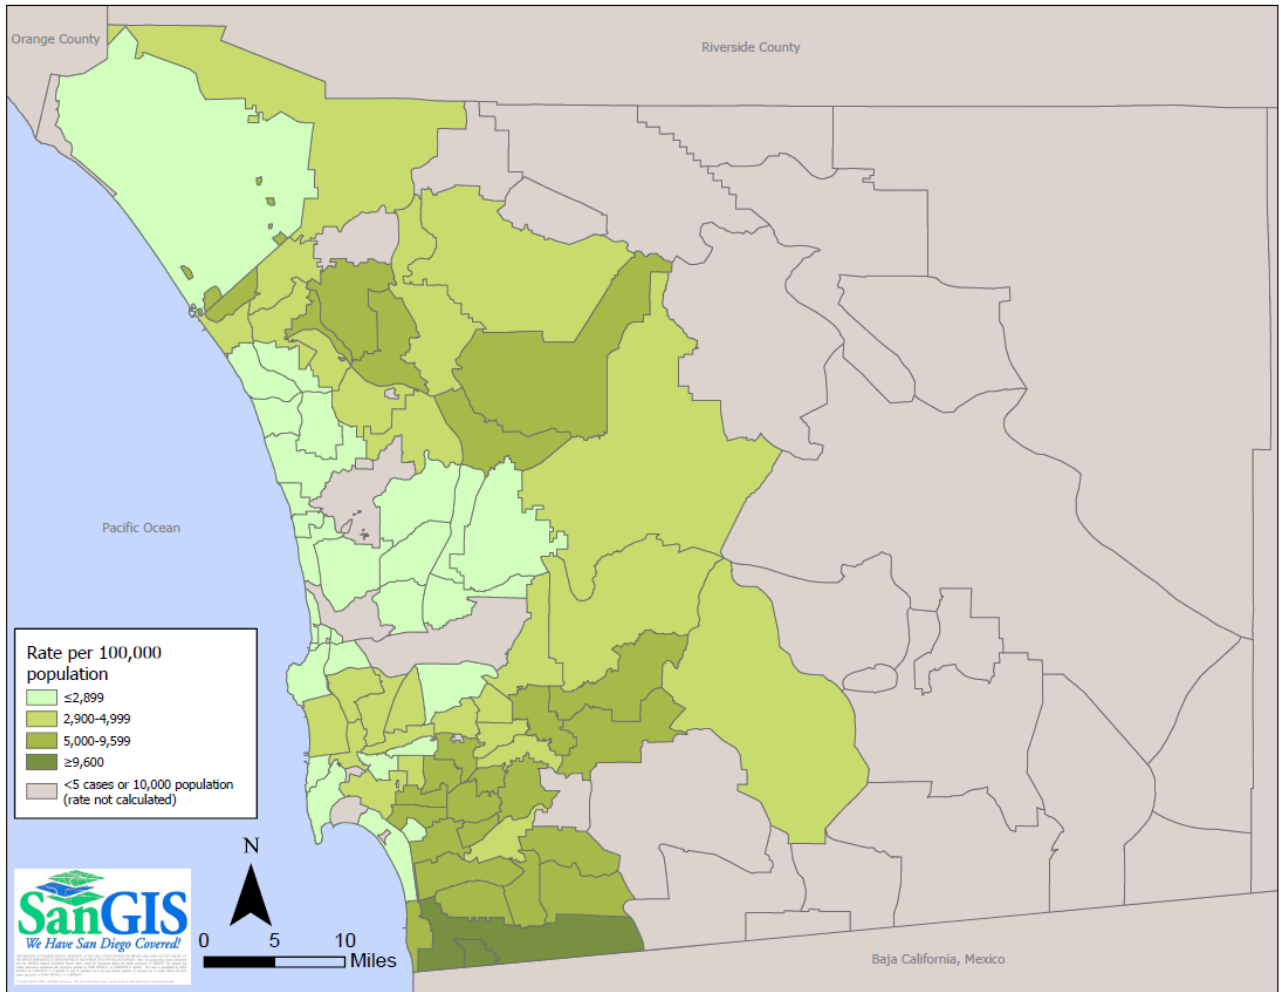 Orange County
Riverside County
Pacific Ocean
Rate per 100,000
population
≤2,899
2,900-4,999
5,000-9,599
≥9,600
<5 cases or 10,000 population
(rate not calculated)
N
SanGIS
We Have San Diego Covered!
0 5 10
Miles
Baja California, Mexico